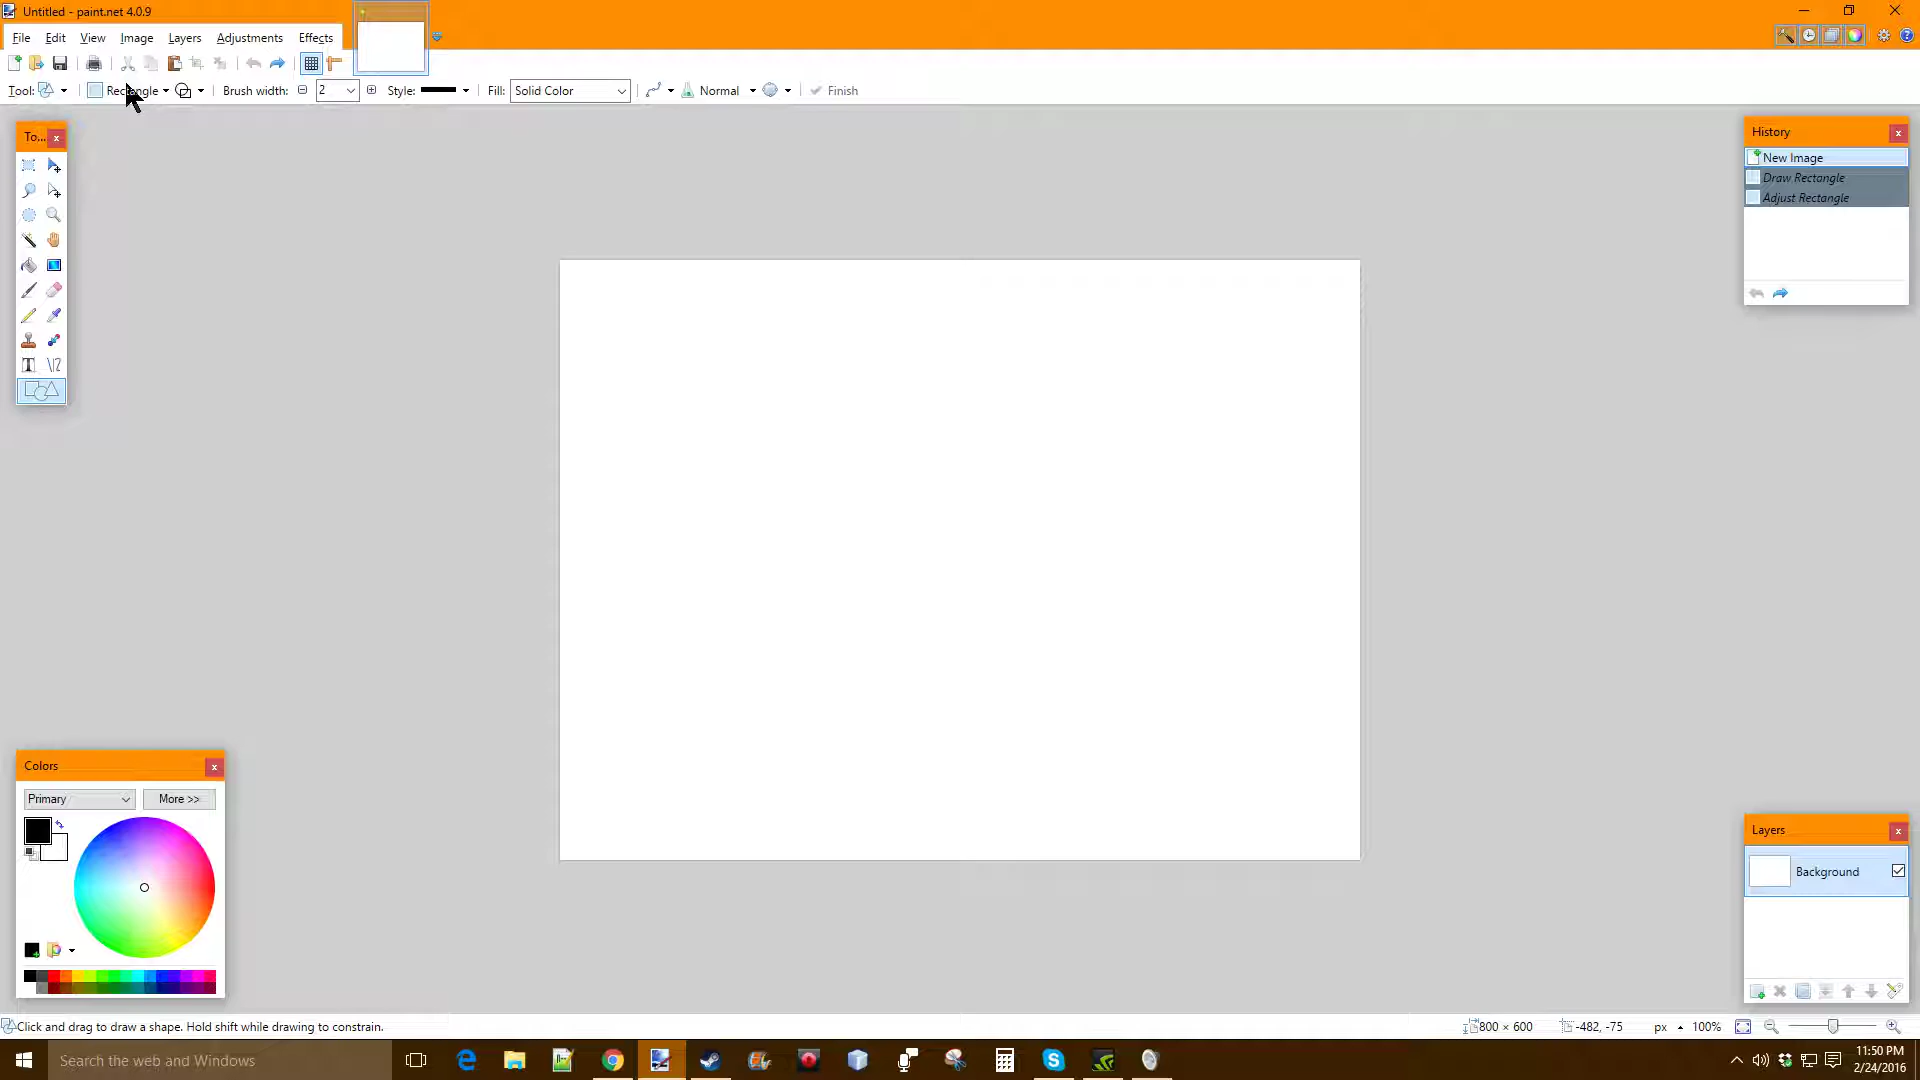 Untitled - paint.net 4.0.9
File Edit View Image Layers Adjustments Effects
Tool: Rectangle Brush width: 2 Style: Fill: Solid Color Normal Finish
To...
History
New Image
Draw Rectangle
Adjust Rectangle
Colors
Primary More >>
Layers
Background
Click and drag to draw a shape. Hold shift while drawing to constrain.
800 × 600 -482, -75 px 100%
Search the web and Windows
11:50 PM
2/24/2016